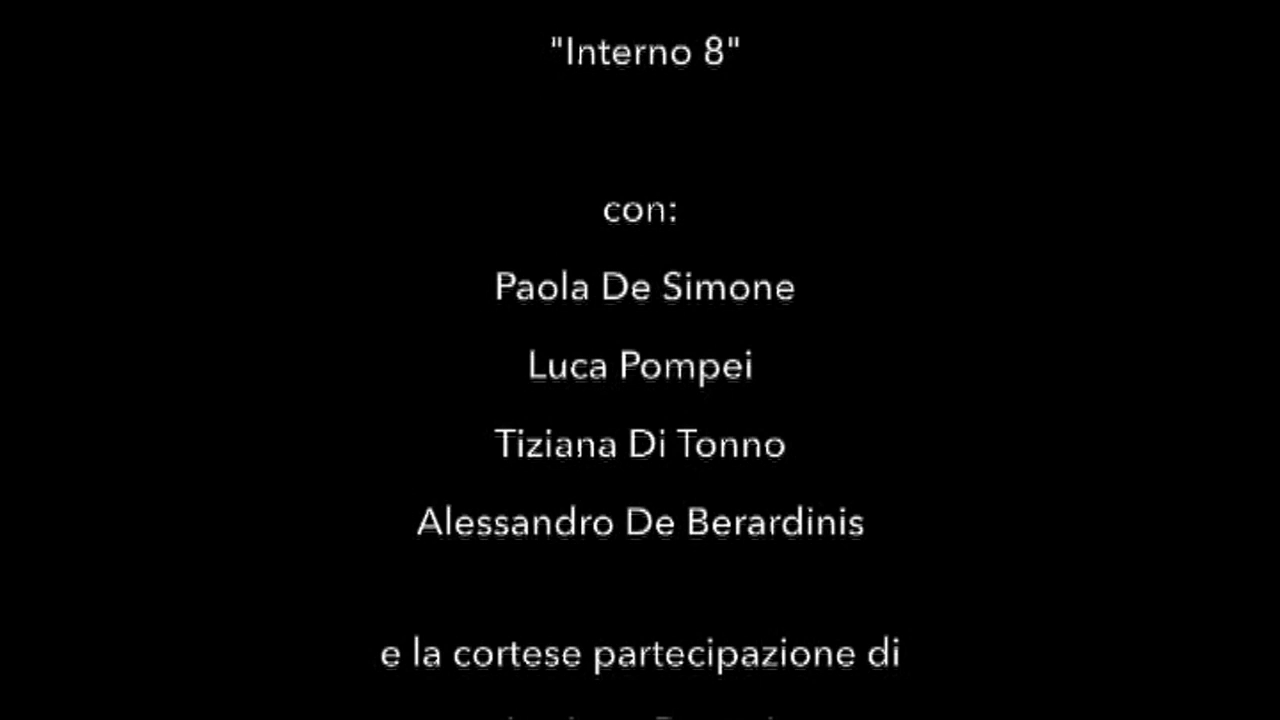 "Interno 8"
con:
Paola De Simone
Luca Pompei
Tiziana Di Tonno
Alessandro De Berardinis
e la cortese partecipazione di